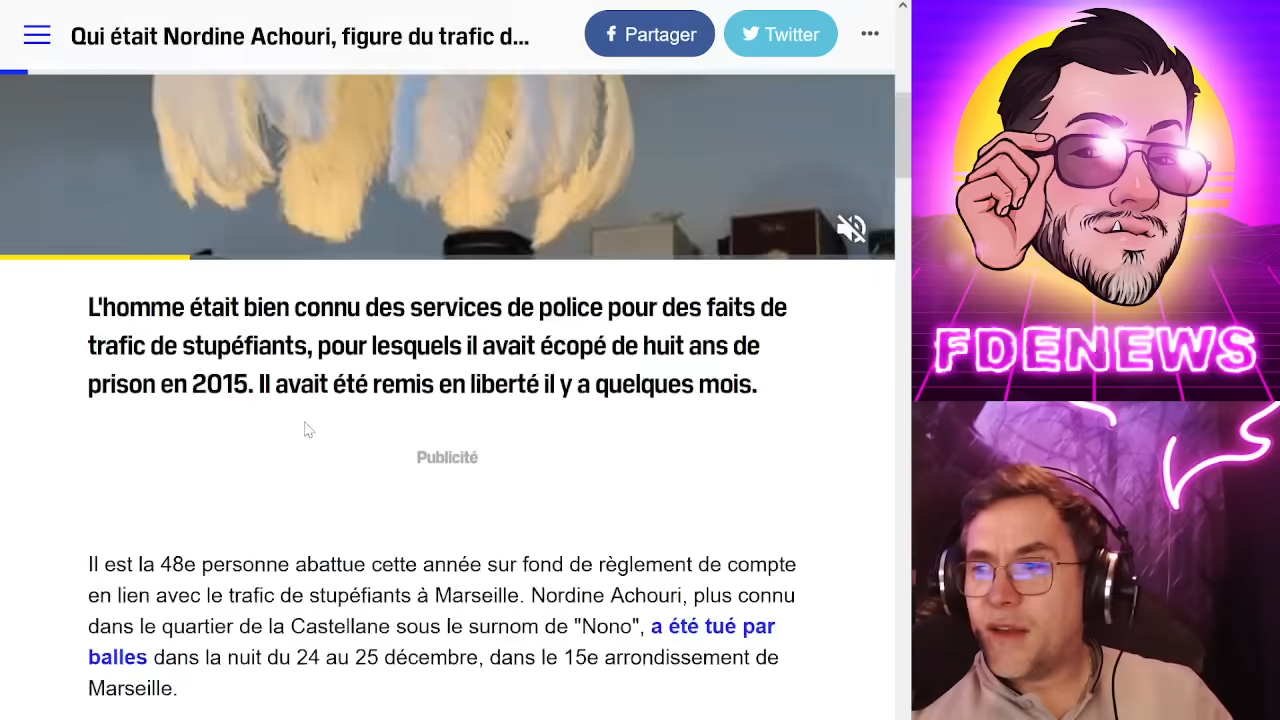 Qui était Nordine Achouri, figure du trafic d...
Partager
Twitter
L'homme était bien connu des services de police pour des faits de
trafic de stupéfiants, pour lesquels il avait écopé de huit ans de
prison en 2015. Il avait été remis en liberté il y a quelques mois.
Publicité
Il est la 48e personne abattue cette année sur fond de règlement de compte
en lien avec le trafic de stupéfiants à Marseille. Nordine Achouri, plus connu
dans le quartier de la Castellane sous le surnom de "Nono", a été tué par
balles dans la nuit du 24 au 25 décembre, dans le 15e arrondissement de
Marseille.
FDENEWS